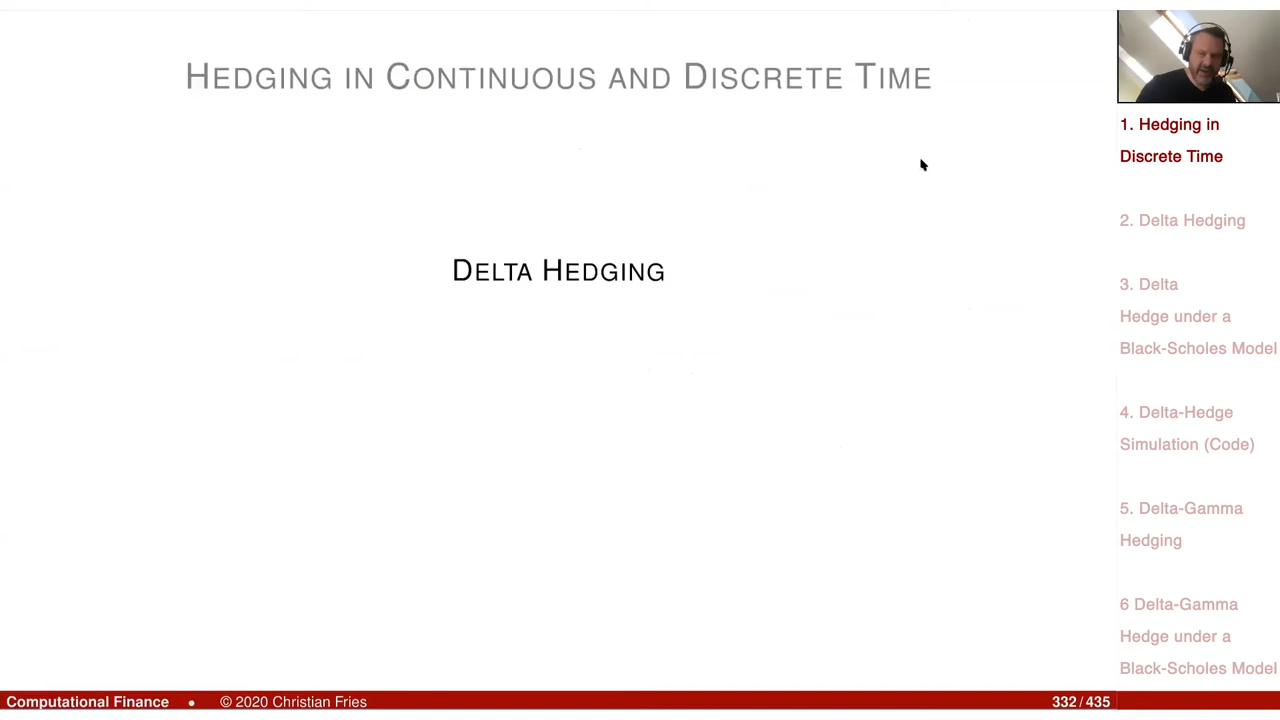 HEDGING IN CONTINUOUS AND DISCRETE TIME
DELTA HEDGING
1. Hedging in
Discrete Time
2. Delta Hedging
3. Delta
Hedge under a
Black-Scholes Model
4. Delta-Hedge
Simulation (Code)
5. Delta-Gamma
Hedging
6 Delta-Gamma
Hedge under a
Black-Scholes Model
Computational Finance • © 2020 Christian Fries 332/435